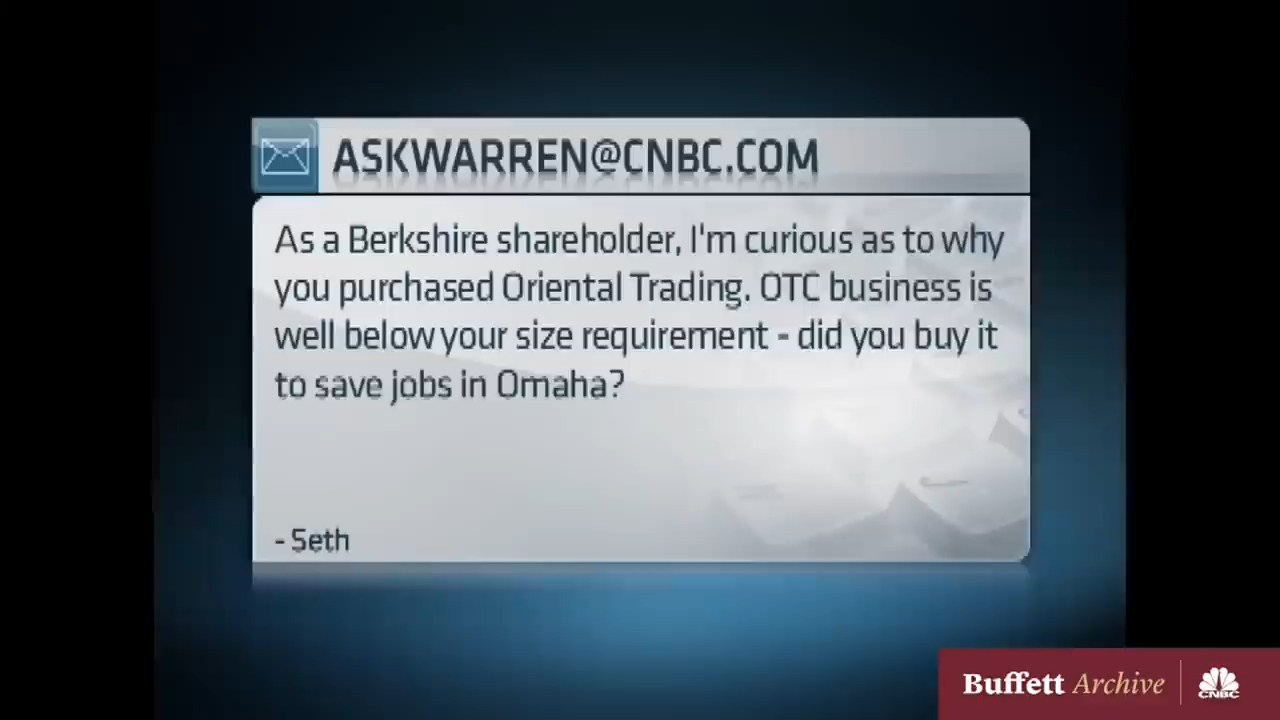 ASKWARREN@CNBC.COM
As a Berkshire shareholder, I'm curious as to why
you purchased Oriental Trading. OTC business is
well below your size requirement - did you buy it
to save jobs in Omaha?
- Seth
Buffett Archive
CNBC